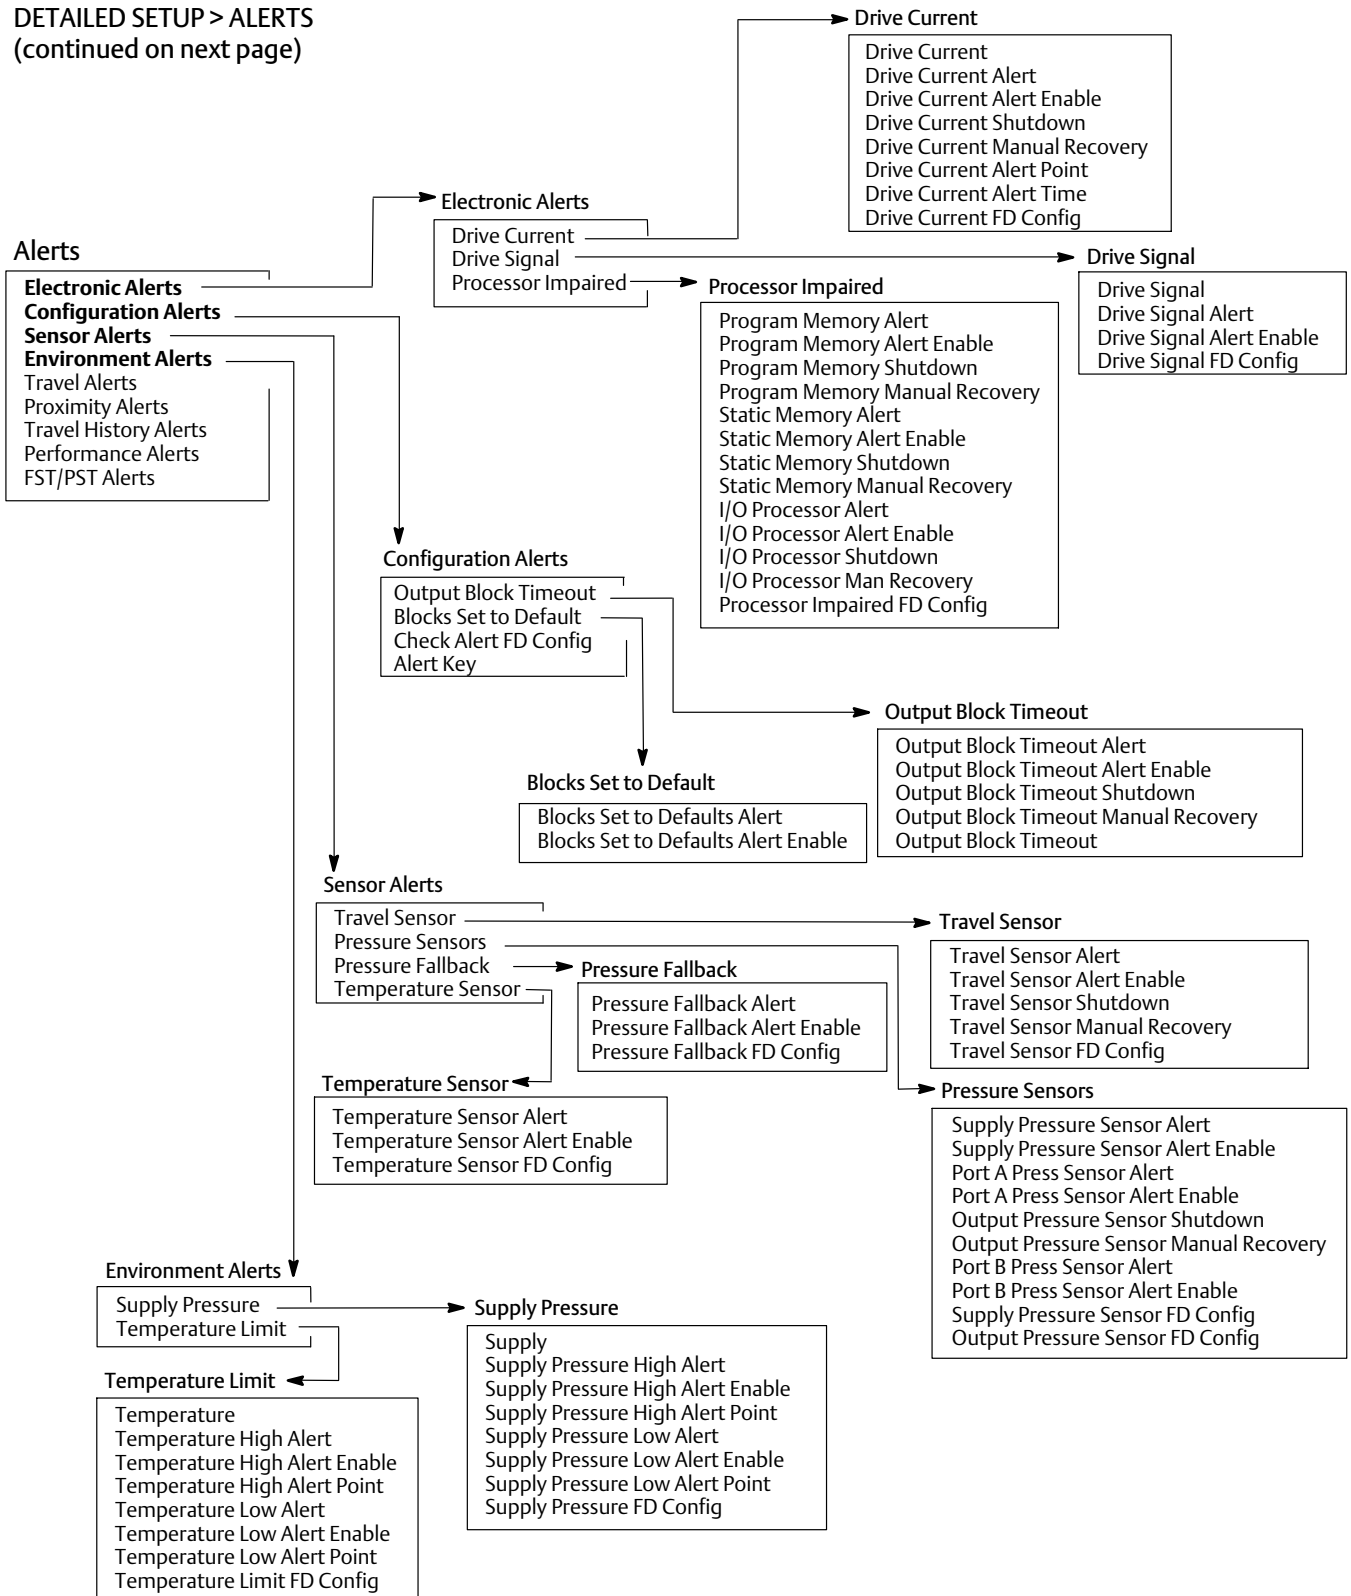 DETAILED SETUP > ALERTS
(continued on next page)
Drive Current
Drive Current
Drive Current Alert
Drive Current Alert Enable
Drive Current Shutdown
Drive Current Manual Recovery
Drive Current Alert Point
Drive Current Alert Time
Drive Current FD Config
Electronic Alerts
Drive Current
Drive Signal
Processor Impaired
Alerts
Electronic Alerts
Configuration Alerts
Sensor Alerts
Environment Alerts
Travel Alerts
Proximity Alerts
Travel History Alerts
Performance Alerts
FST/PST Alerts
Drive Signal
Drive Signal
Drive Signal Alert
Drive Signal Alert Enable
Drive Signal FD Config
Processor Impaired
Program Memory Alert
Program Memory Alert Enable
Program Memory Shutdown
Program Memory Manual Recovery
Static Memory Alert
Static Memory Alert Enable
Static Memory Shutdown
Static Memory Manual Recovery
I/O Processor Alert
I/O Processor Alert Enable
I/O Processor Shutdown
I/O Processor Man Recovery
Processor Impaired FD Config
Configuration Alerts
Output Block Timeout
Blocks Set to Default
Check Alert FD Config
Alert Key
Output Block Timeout
Output Block Timeout Alert
Output Block Timeout Alert Enable
Output Block Timeout Shutdown
Output Block Timeout Manual Recovery
Output Block Timeout
Blocks Set to Default
Blocks Set to Defaults Alert
Blocks Set to Defaults Alert Enable
Sensor Alerts
Travel Sensor
Pressure Sensors
Pressure Fallback
Temperature Sensor
Travel Sensor
Travel Sensor Alert
Travel Sensor Alert Enable
Travel Sensor Shutdown
Travel Sensor Manual Recovery
Travel Sensor FD Config
Pressure Fallback
Pressure Fallback Alert
Pressure Fallback Alert Enable
Pressure Fallback FD Config
Temperature Sensor
Temperature Sensor Alert
Temperature Sensor Alert Enable
Temperature Sensor FD Config
Pressure Sensors
Supply Pressure Sensor Alert
Supply Pressure Sensor Alert Enable
Port A Press Sensor Alert
Port A Press Sensor Alert Enable
Output Pressure Sensor Shutdown
Output Pressure Sensor Manual Recovery
Port B Press Sensor Alert
Port B Press Sensor Alert Enable
Supply Pressure Sensor FD Config
Output Pressure Sensor FD Config
Environment Alerts
Supply Pressure
Temperature Limit
Supply Pressure
Supply
Supply Pressure High Alert
Supply Pressure High Alert Enable
Supply Pressure High Alert Point
Supply Pressure Low Alert
Supply Pressure Low Alert Enable
Supply Pressure Low Alert Point
Supply Pressure FD Config
Temperature Limit
Temperature
Temperature High Alert
Temperature High Alert Enable
Temperature High Alert Point
Temperature Low Alert
Temperature Low Alert Enable
Temperature Low Alert Point
Temperature Limit FD Config